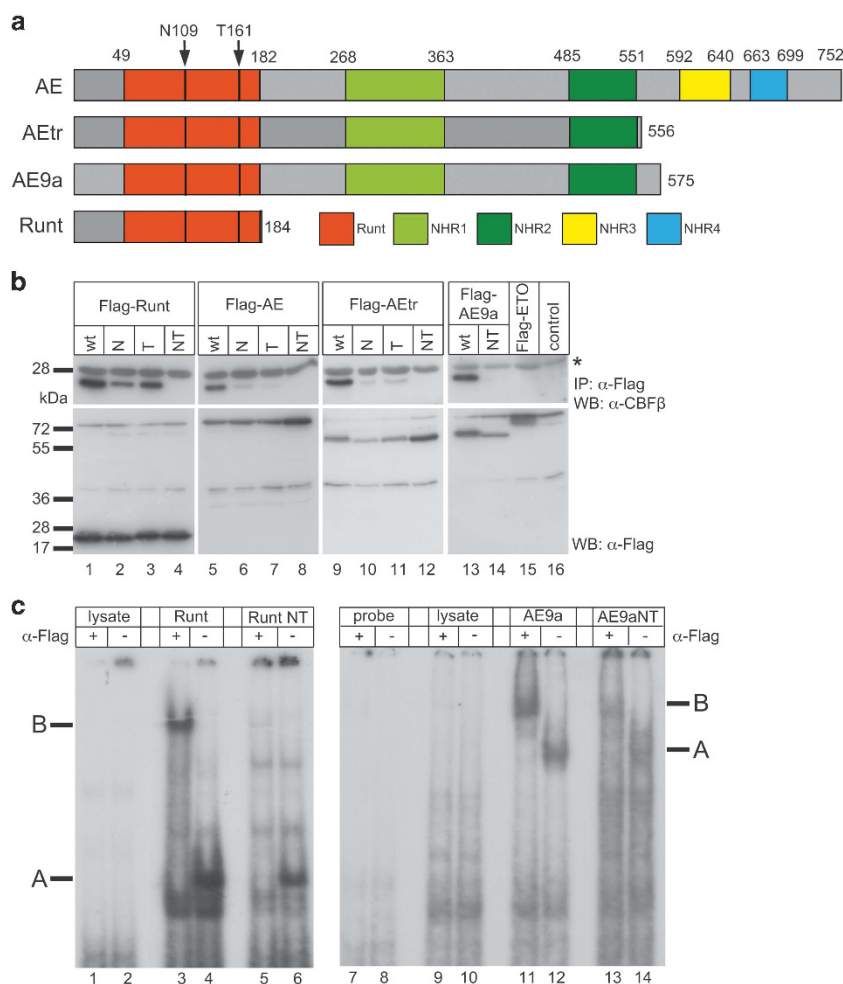 a
N109 T161
49 182 268 363 485 551 592 640 663 699 752
AE
AEtr 556
AE9a 575
Runt 184 Runt NHR1 NHR2 NHR3 NHR4
b
Flag-Runt Flag-AE Flag-AEtr Flag-AE9a Flag-ETO control
wt N T NT wt N T NT wt N T NT wt NT
28 *
kDa IP: α-Flag
WB: α-CBFβ
72
55
36
28
17 WB: α-Flag
1 2 3 4 5 6 7 8 9 10 11 12 13 14 15 16
c
lysate Runt Runt NT probe lysate AE9a AE9aNT
α-Flag + - + - + - + - + - + - + - α-Flag
B B
A A
1 2 3 4 5 6 7 8 9 10 11 12 13 14